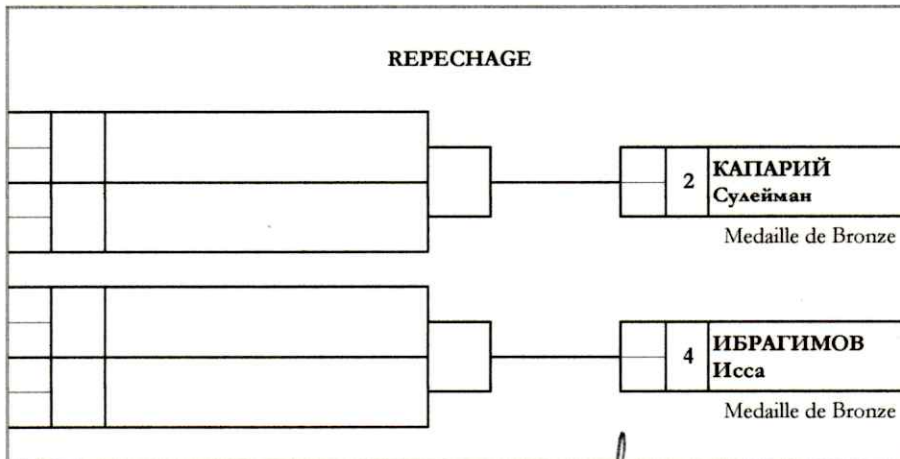 REPECHAGE
2 КАПАРИЙ
Сулейман
Medaille de Bronze
4 ИБРАГИМОВ
Исса
Medaille de Bronze